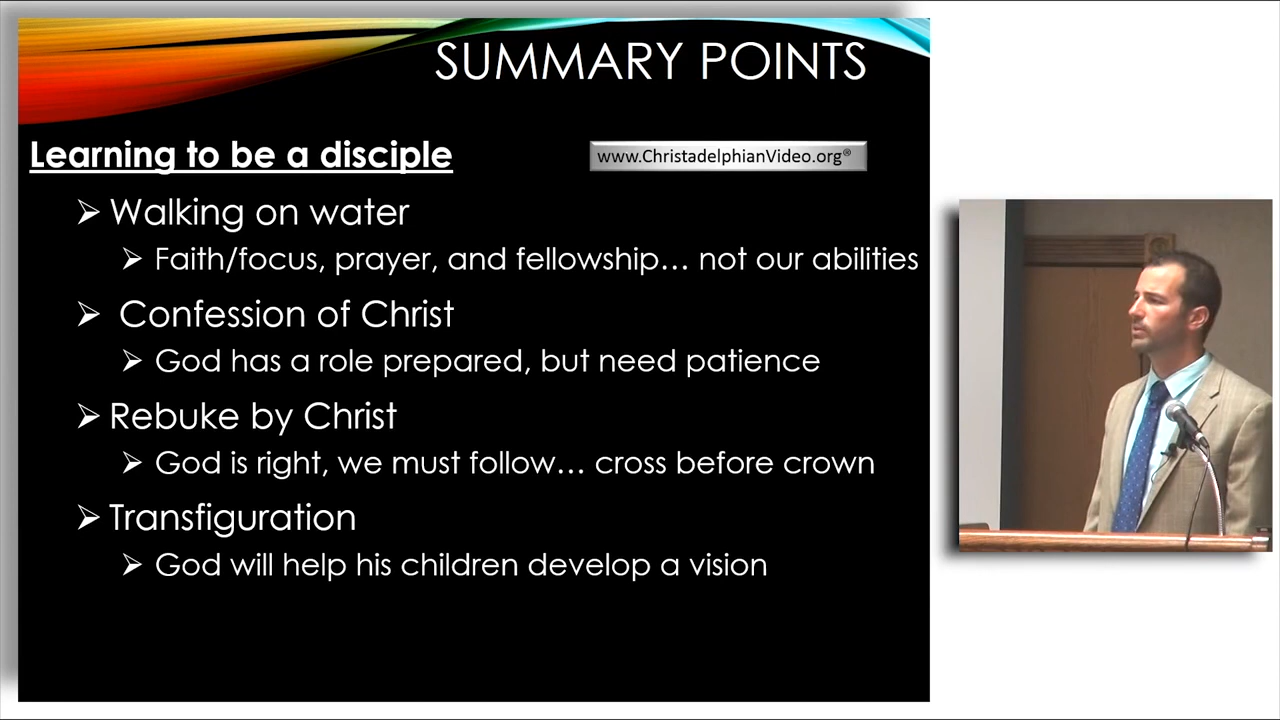 SUMMARY POINTS
Learning to be a disciple
www.ChristadelphianVideo.org®
Walking on water
Faith/focus, prayer, and fellowship… not our abilities
Confession of Christ
God has a role prepared, but need patience
Rebuke by Christ
God is right, we must follow… cross before crown
Transfiguration
God will help his children develop a vision